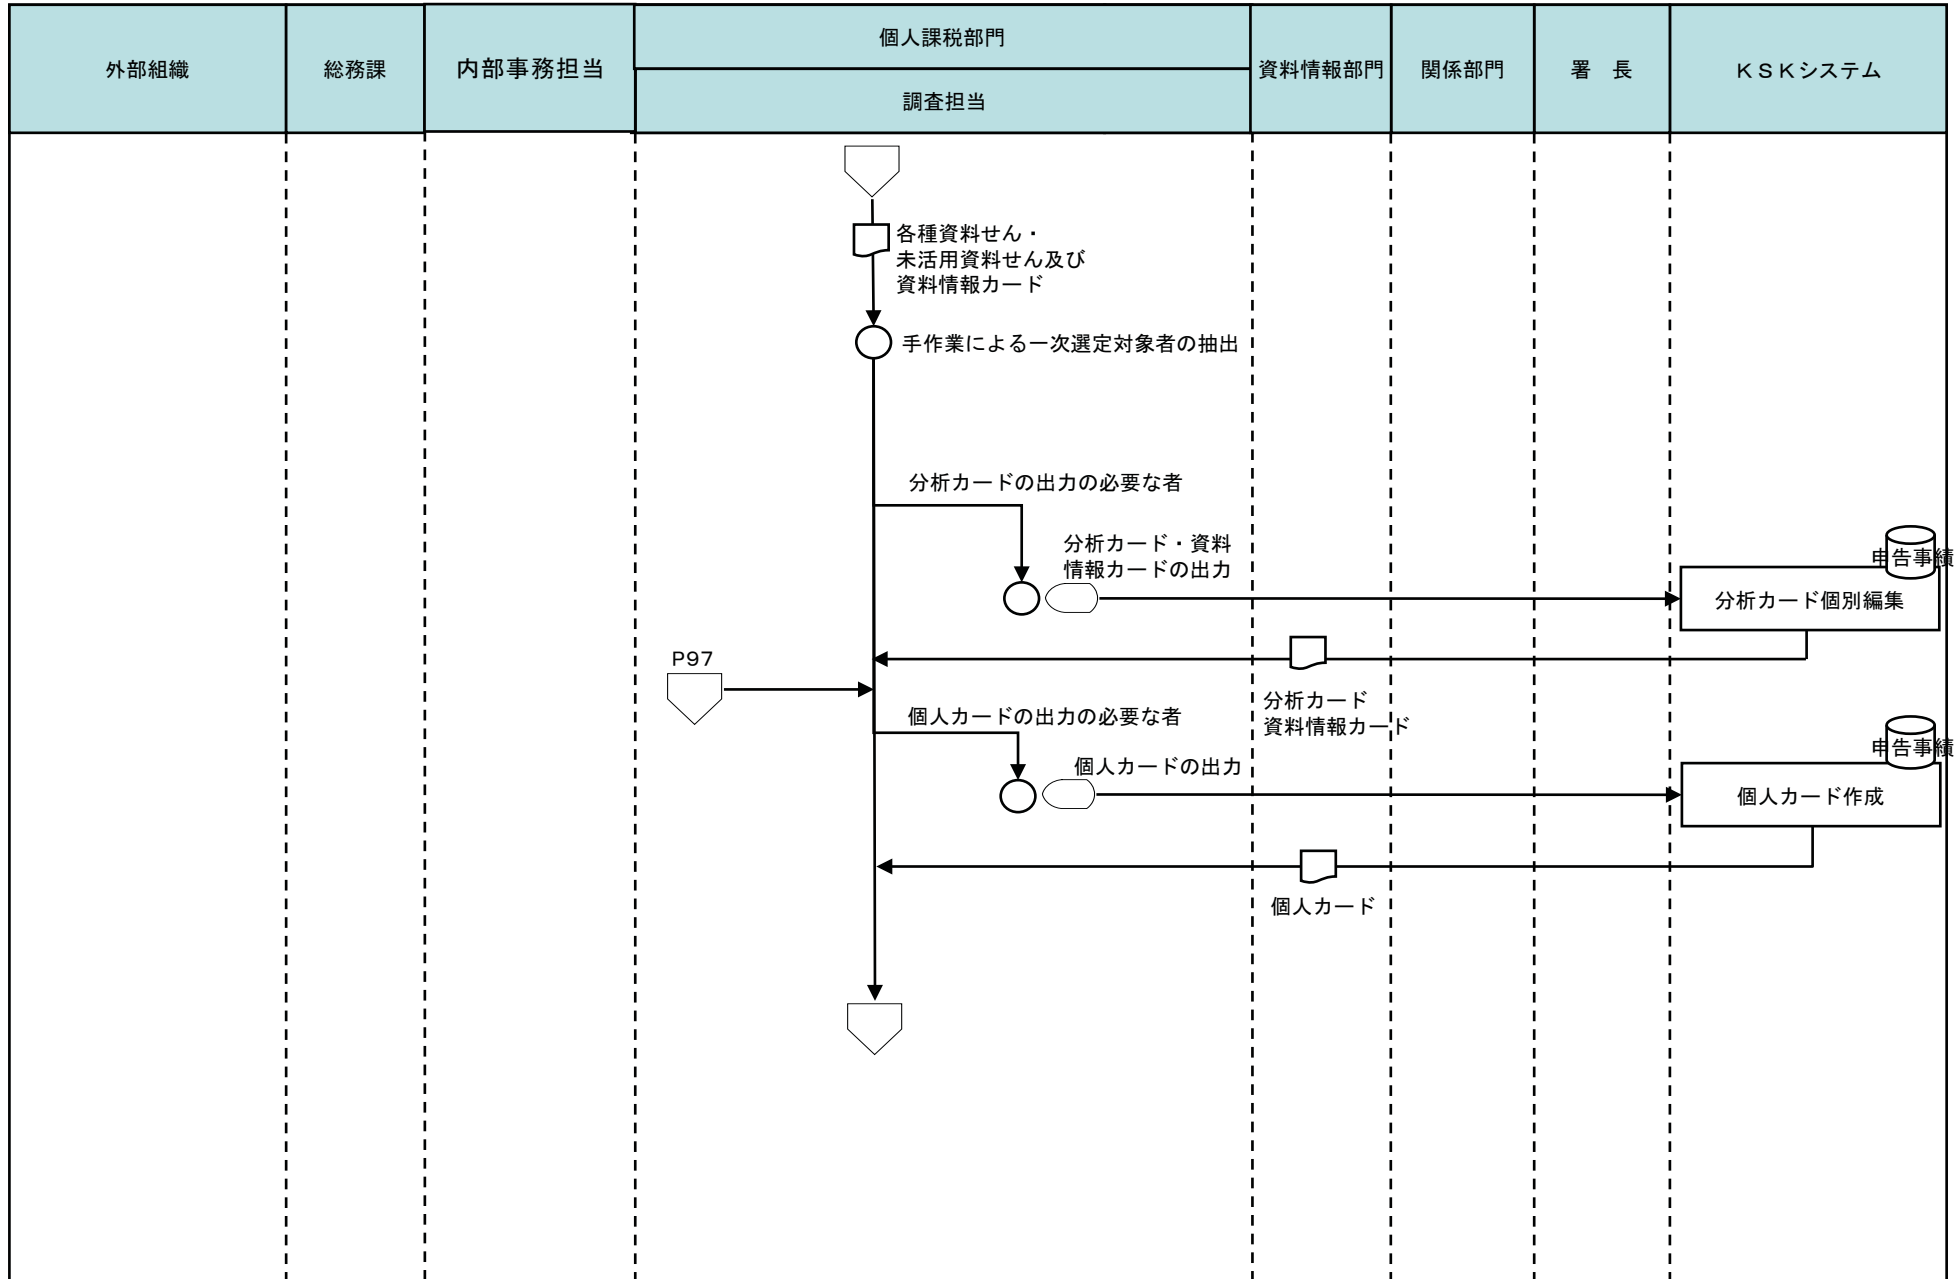 外部組織
総務課
内部事務担当
個人課税部門
調査担当
資料情報部門
関係部門
署　長
ＫＳＫシステム
各種資料せん・
未活用資料せん及び
資料情報カード
手作業による一次選定対象者の抽出
分析カードの出力の必要な者
分析カード・資料
情報カードの出力
申告事績
分析カード個別編集
P97
分析カード
資料情報カード
個人カードの出力の必要な者
申告事績
個人カードの出力
個人カード作成
個人カード